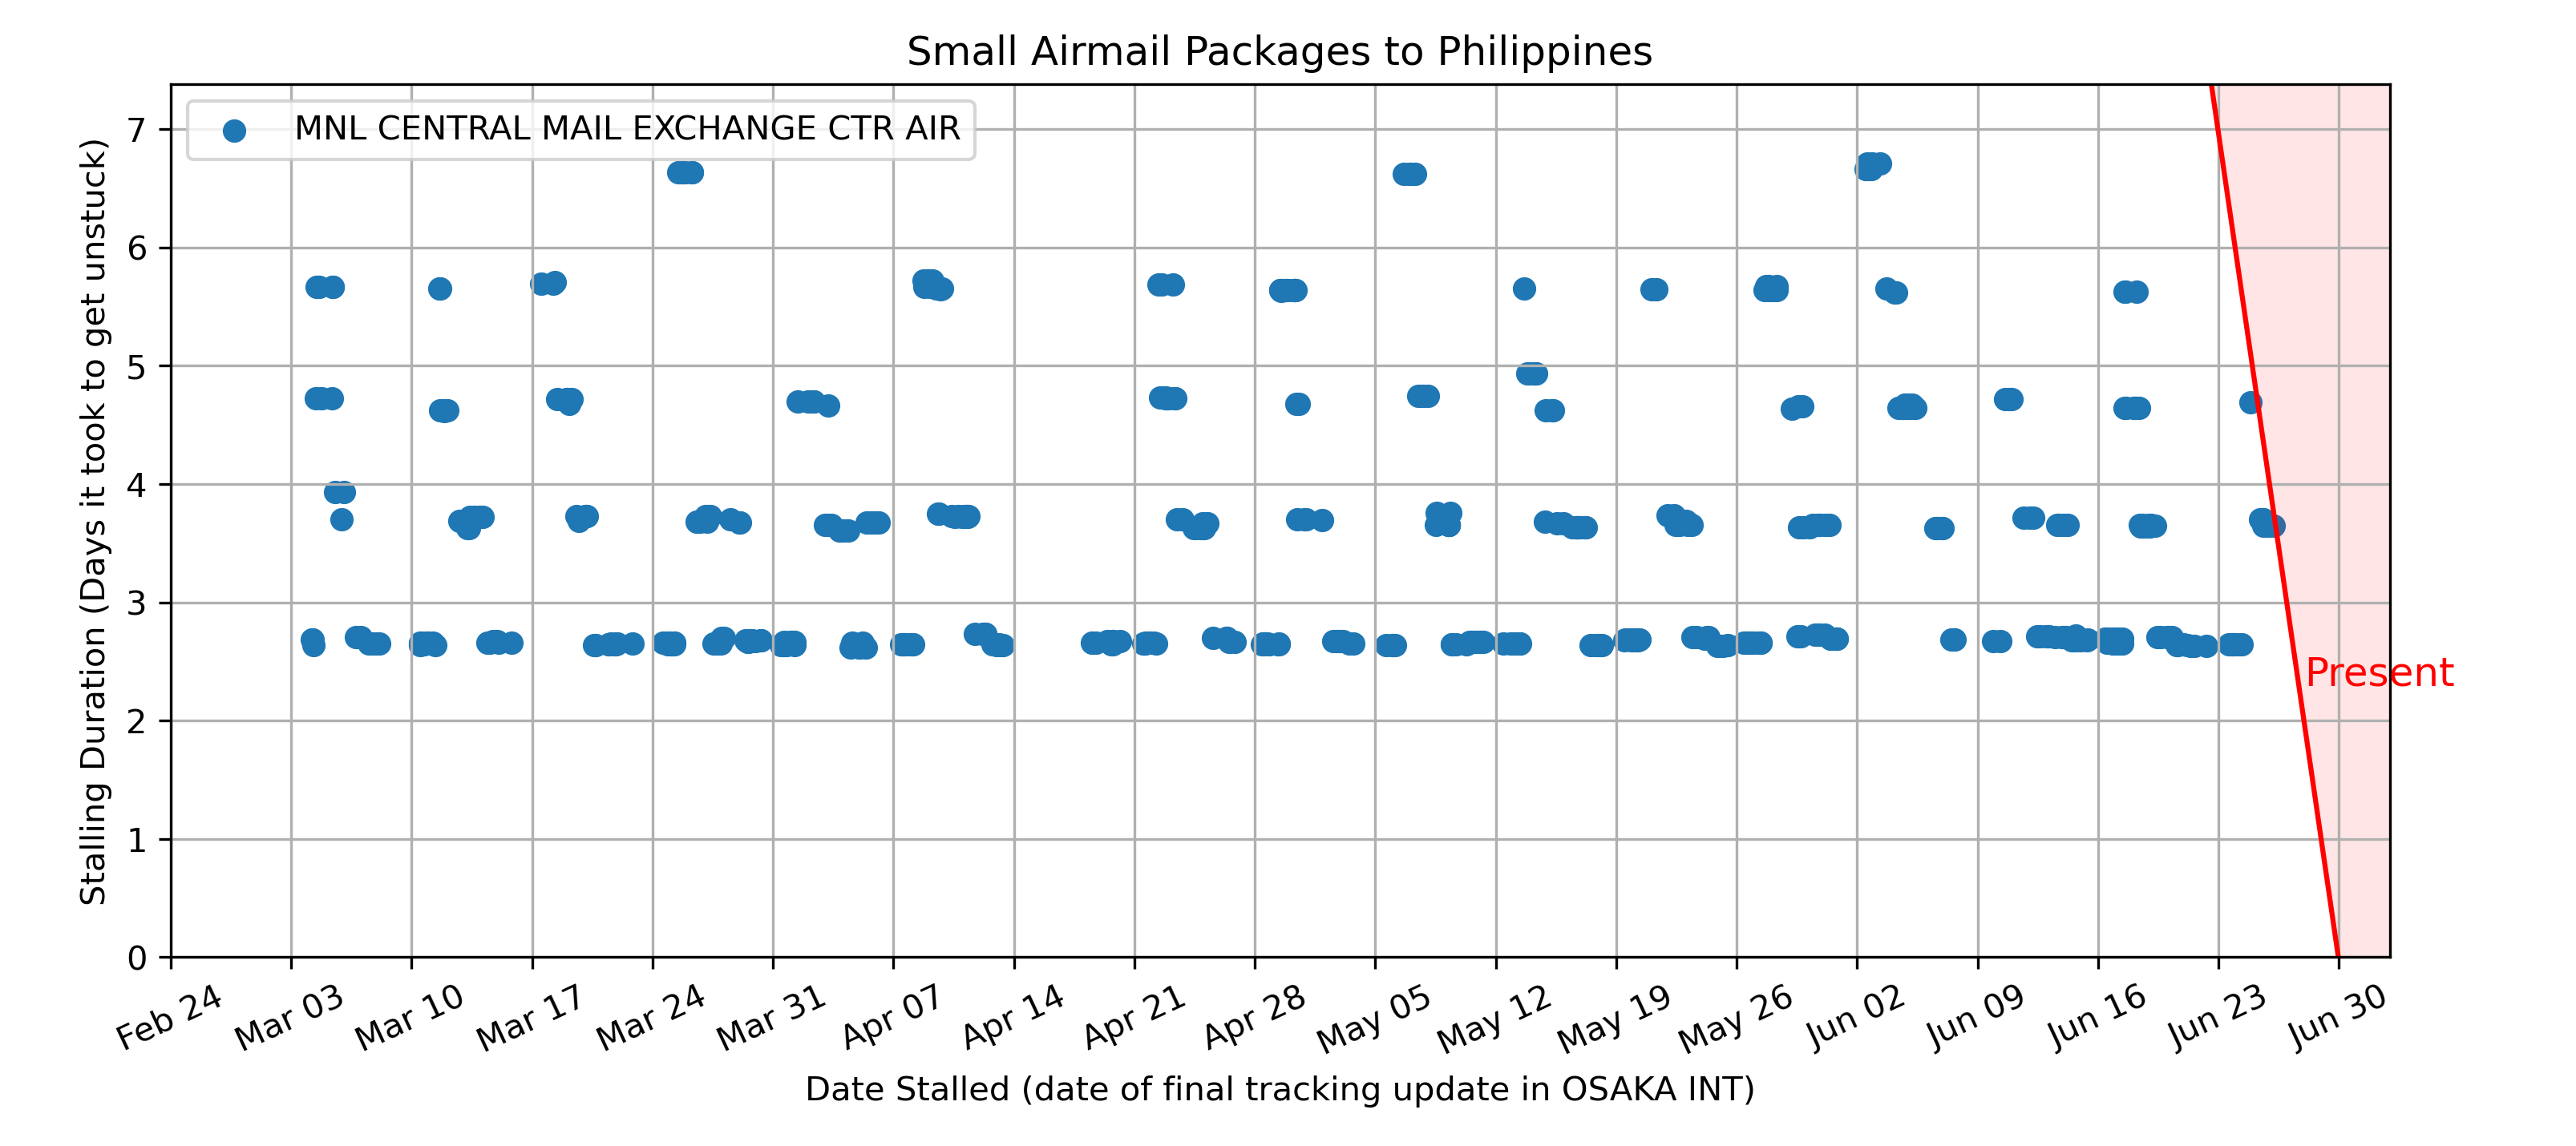 Small Airmail Packages to Philippines
MNL CENTRAL MAIL EXCHANGE CTR AIR
Stalling Duration (Days it took to get unstuck)
7
6
5
4
3
2
1
0
Present
Feb 24
Mar 03
Mar 10
Mar 17
Mar 24
Mar 31
Apr 07
Apr 14
Apr 21
Apr 28
May 05
May 12
May 19
May 26
Jun 02
Jun 09
Jun 16
Jun 23
Jun 30
Date Stalled (date of final tracking update in OSAKA INT)